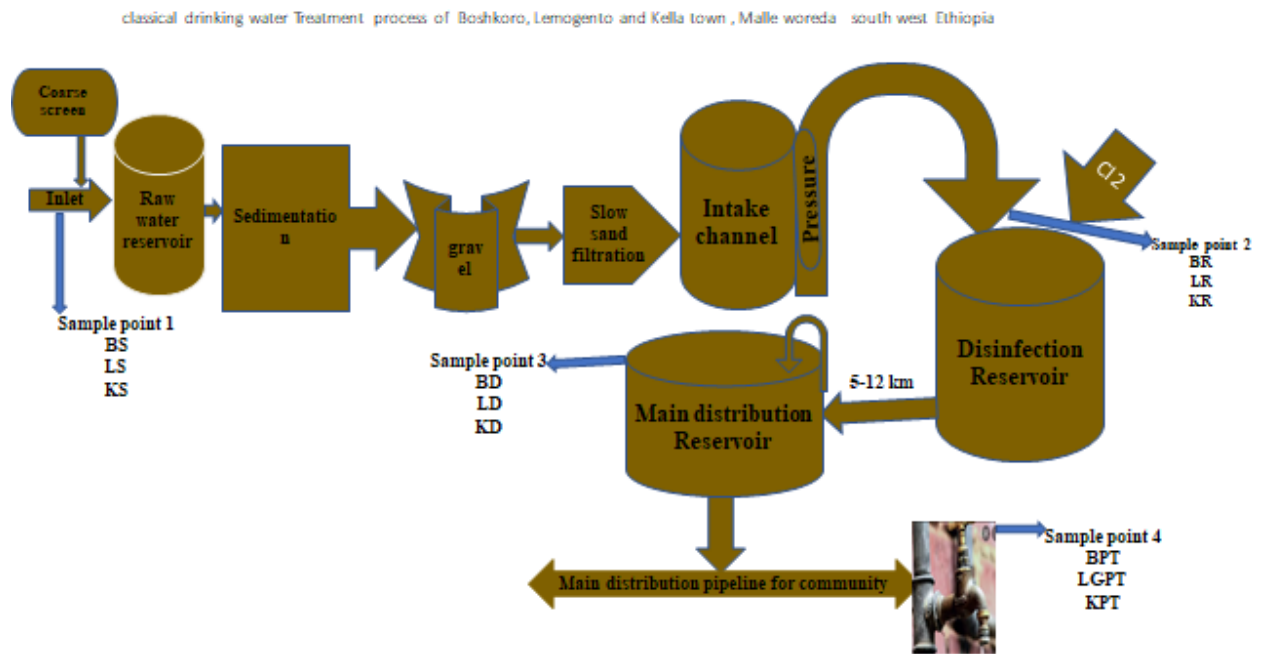 classical drinking water Treatment process of Boshkoro, Lemogento and Kella town , Malle woreda south west Ethiopia
Coarse
screen
Inlet
Raw
water
reservoir
Sedimentatio
n
grav
el
Slow
sand
filtration
Intake
channel
Pressure
Cl2
Sample point 1
BS
LS
KS
Sample point 2
BR
LR
KR
Disinfection
Reservoir
5-12 km
Sample point 3
BD
LD
KD
Main distribution
Reservoir
Main distribution pipeline for community
Sample point 4
BPT
LGPT
KPT